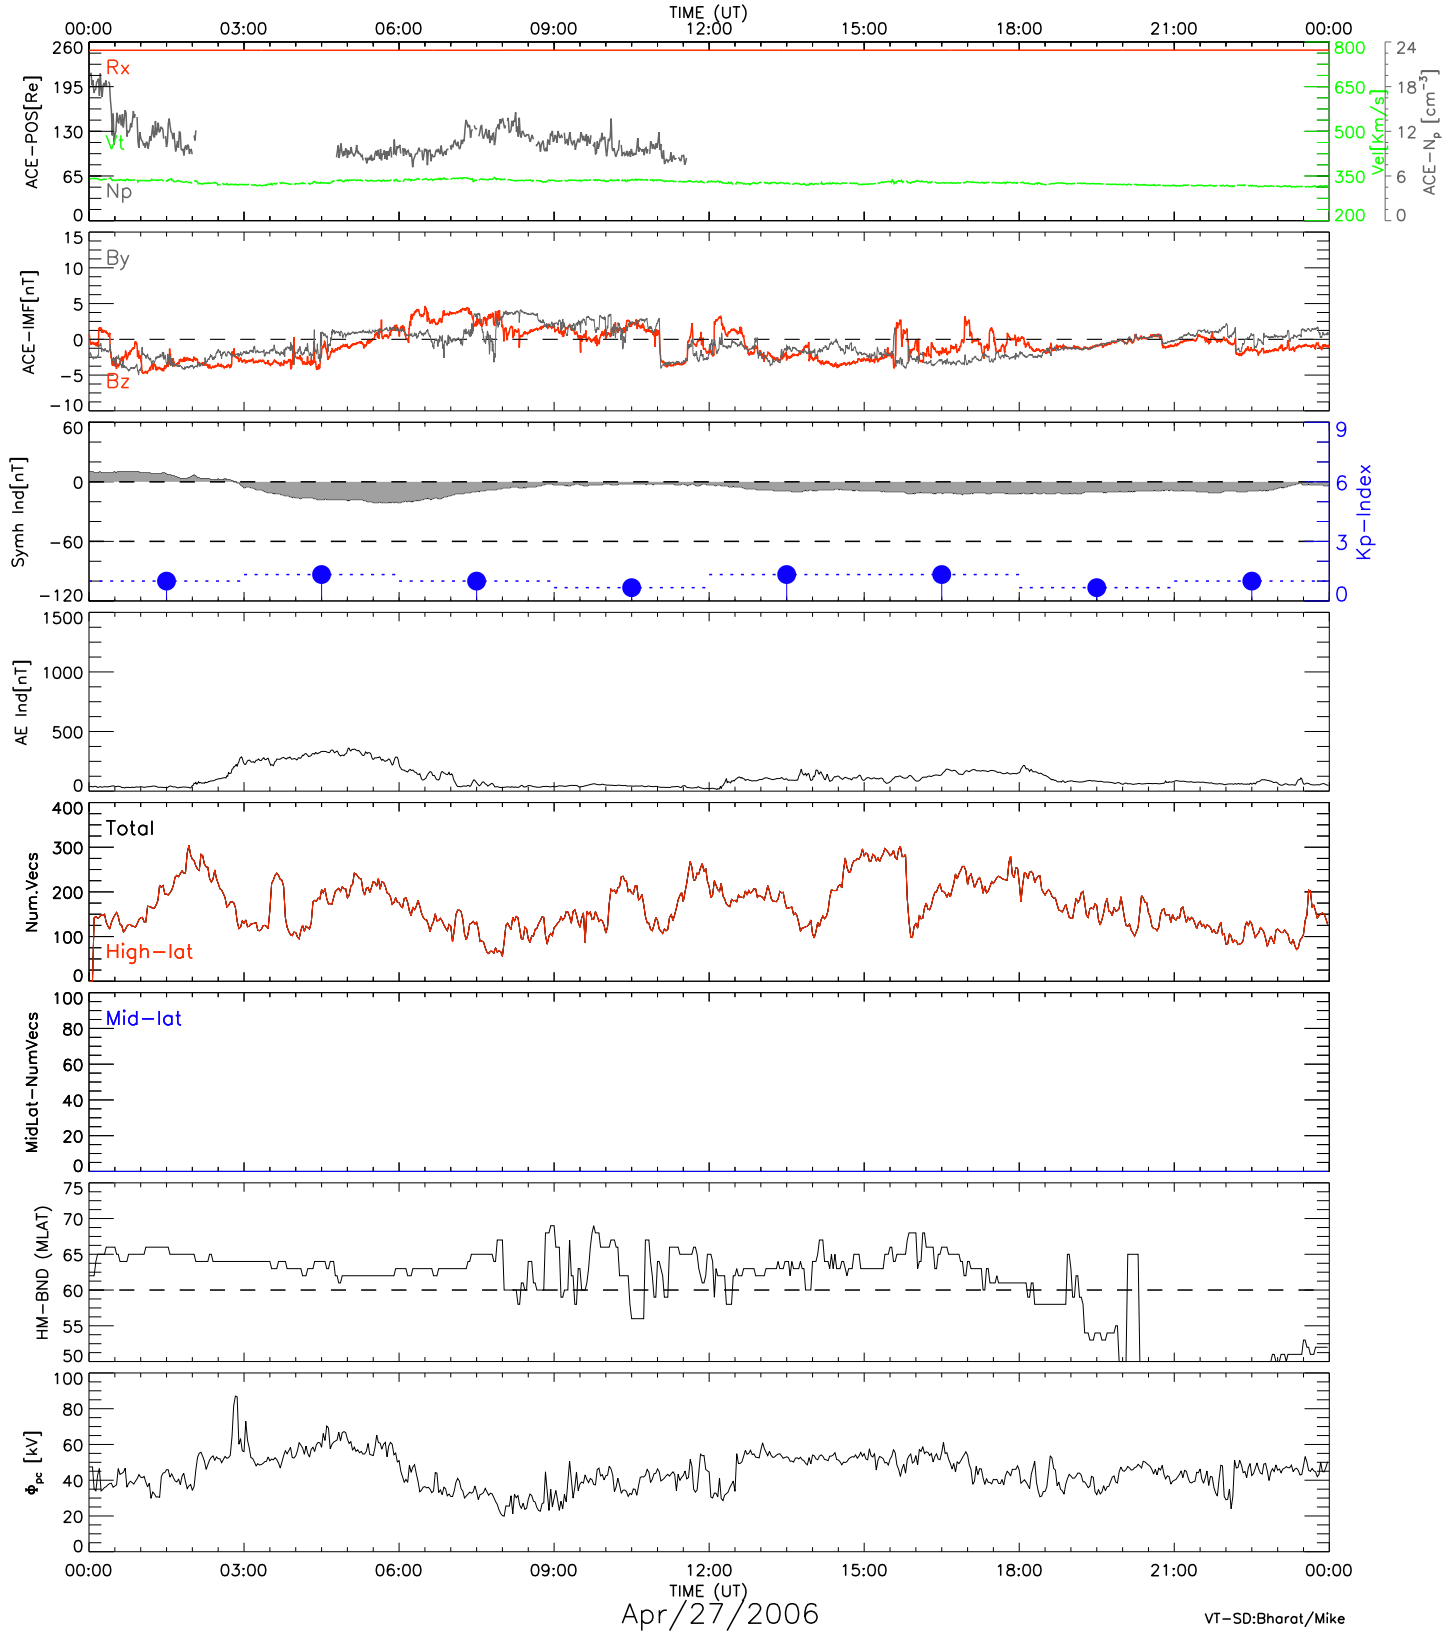 TIME (UT)
00:00 03:00 06:00 09:00 12:00 15:00 18:00 21:00 00:00
ACE-POS[Re]
260
195
130
65
0
Rx
Vt
Np
800
650
500
350
200
Vel[Km/s]
24
18
12
6
0
ACE-Np [cm-3]
ACE-IMF[nT]
15
10
5
0
-5
-10
By
Bz
Symh Ind[nT]
60
0
-60
-120
9
6
3
0
Kp-Index
AE Ind[nT]
1500
1000
500
0
Num.Vecs
400
300
200
100
0
Total
High-lat
MidLat-NumVecs
100
80
60
40
20
0
Mid-lat
HM-BND (MLAT)
75
70
65
60
55
50
Φpc [kV]
100
80
60
40
20
0
00:00 03:00 06:00 09:00 12:00 15:00 18:00 21:00 00:00
TIME (UT)
Apr/27/2006
VT-SD:Bharat/Mike